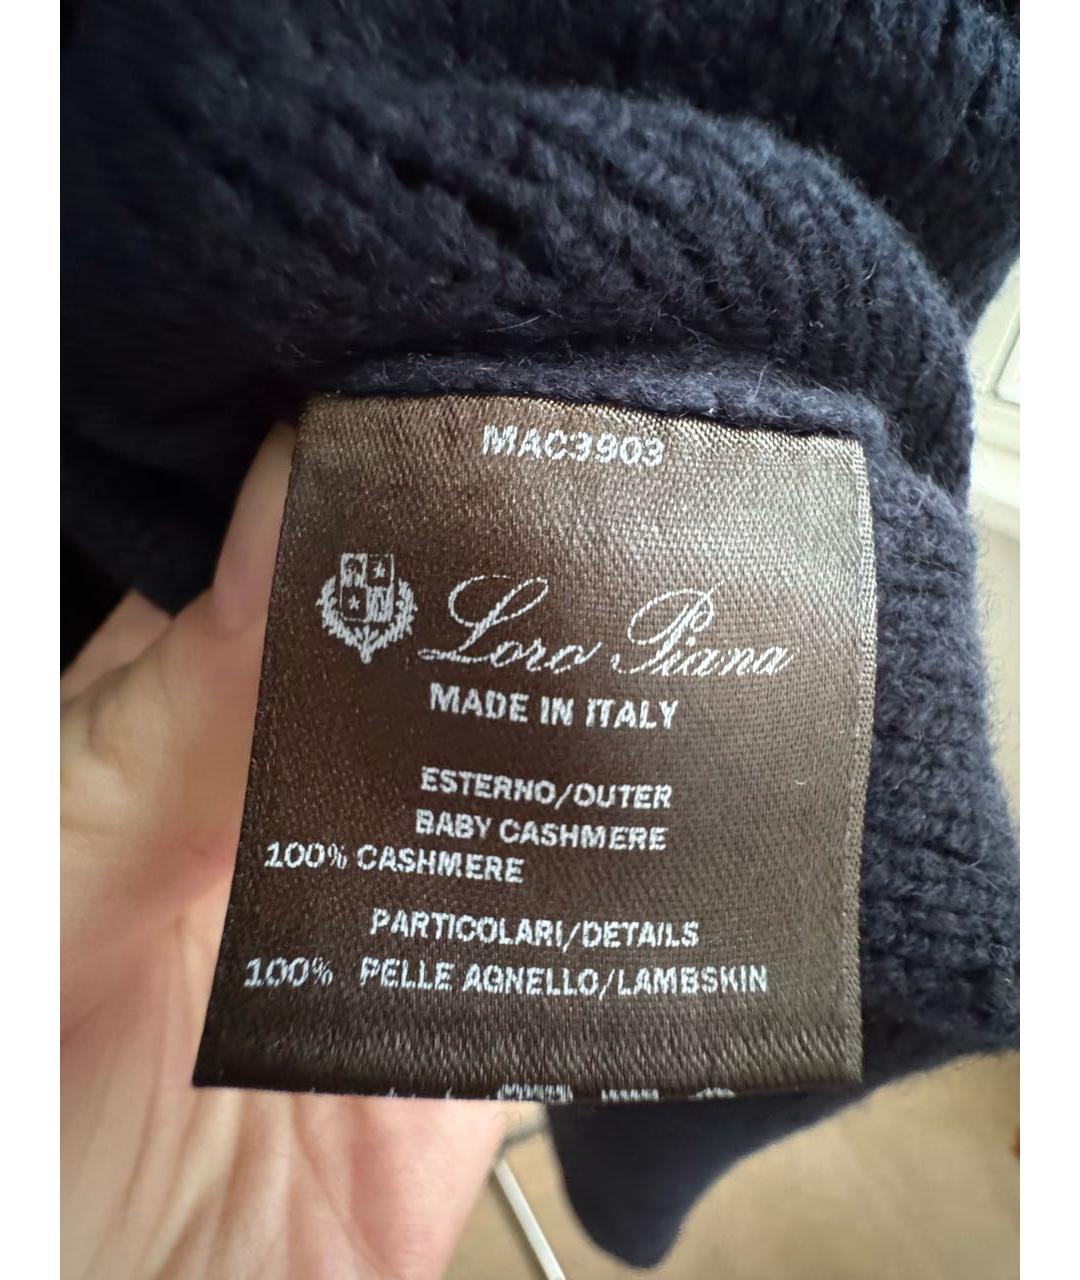 MAC3903
Loro Piana
MADE IN ITALY
ESTERNO/OUTER
BABY CASHMERE
100% CASHMERE
PARTICOLARI/DETAILS
100% PELLE AGNELLO/LAMBSKIN